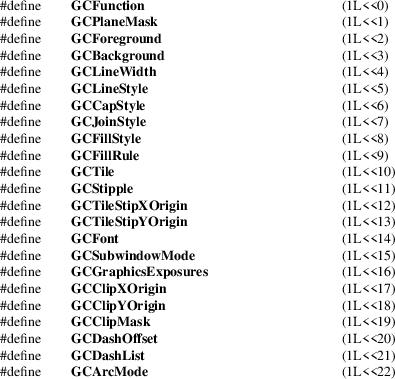 #define GCFunction (1L<<0)
#define GCPlaneMask (1L<<1)
#define GCForeground (1L<<2)
#define GCBackground (1L<<3)
#define GCLineWidth (1L<<4)
#define GCLineStyle (1L<<5)
#define GCCapStyle (1L<<6)
#define GCJoinStyle (1L<<7)
#define GCFillStyle (1L<<8)
#define GCFillRule (1L<<9)
#define GCTile (1L<<10)
#define GCStipple (1L<<11)
#define GCTileStipXOrigin (1L<<12)
#define GCTileStipYOrigin (1L<<13)
#define GCFont (1L<<14)
#define GCSubwindowMode (1L<<15)
#define GCGraphicsExposures (1L<<16)
#define GCClipXOrigin (1L<<17)
#define GCClipYOrigin (1L<<18)
#define GCClipMask (1L<<19)
#define GCDashOffset (1L<<20)
#define GCDashList (1L<<21)
#define GCArcMode (1L<<22)